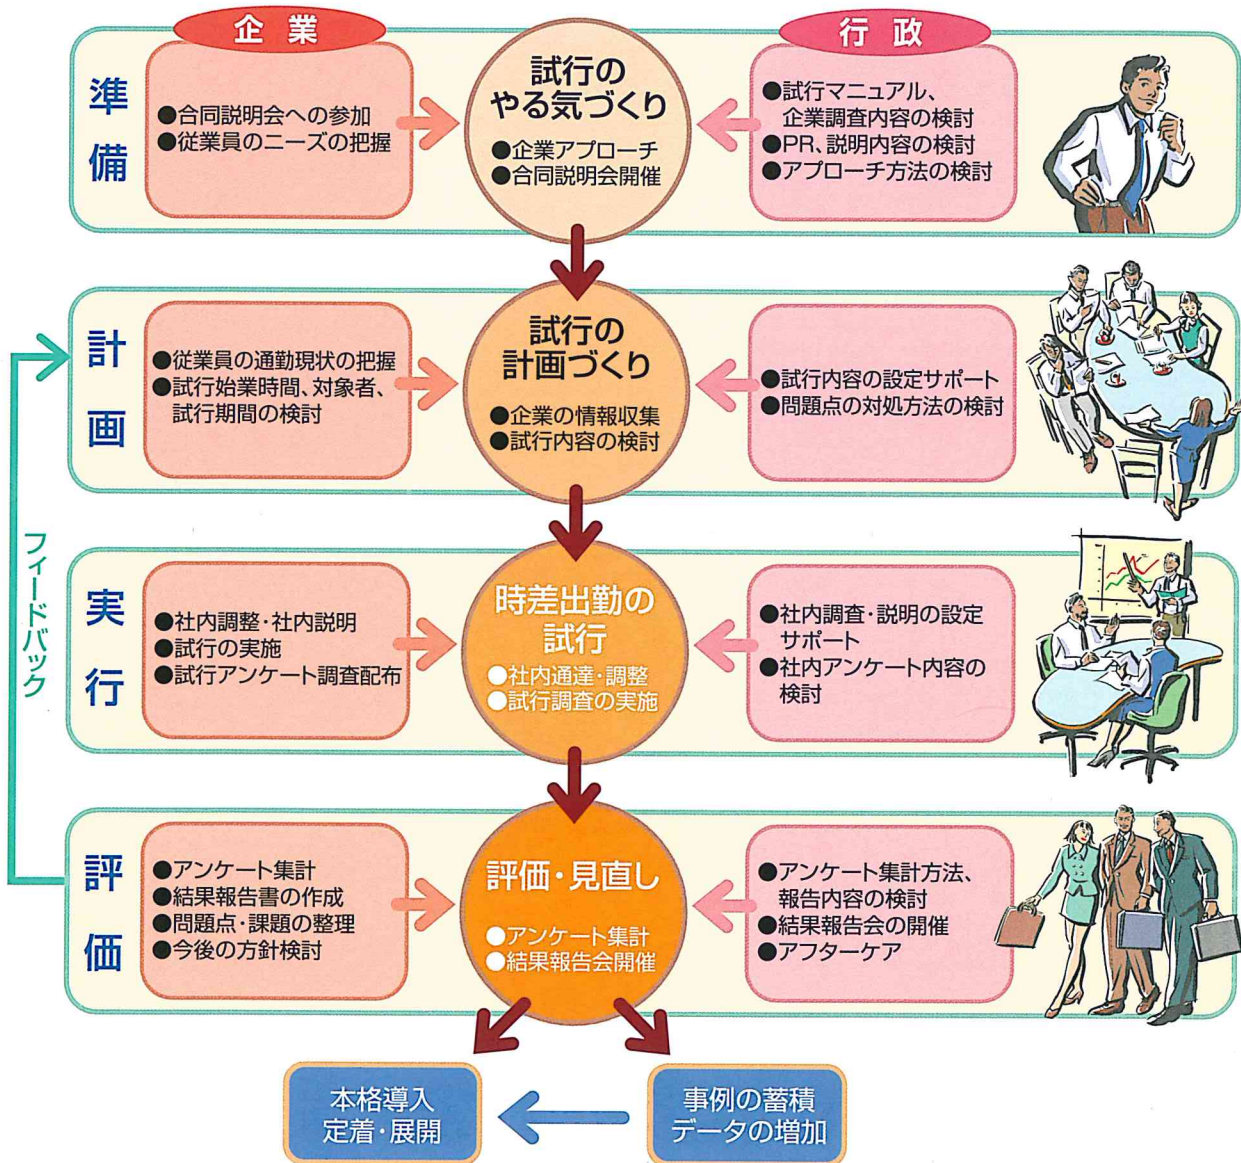 企業
行政
準備
●合同説明会への参加
●従業員のニーズの把握
試行の
やる気づくり
●企業アプローチ
●合同説明会開催
●試行マニュアル、
企業調査内容の検討
●PR、説明内容の検討
●アプローチ方法の検討
計画
●従業員の通勤現状の把握
●試行始業時間、対象者、
試行期間の検討
試行の
計画づくり
●企業の情報収集
●試行内容の検討
●試行内容の設定サポート
●問題点の対処方法の検討
フィードバック
実行
●社内調整・社内説明
●試行の実施
●試行アンケート調査配布
時差出勤の
試行
●社内通達・調整
●試行調査の実施
●社内調査・説明の設定
サポート
●社内アンケート内容の
検討
評価
●アンケート集計
●結果報告書の作成
●問題点・課題の整理
●今後の方針検討
評価・見直し
●アンケート集計
●結果報告会開催
●アンケート集計方法、
報告内容の検討
●結果報告会の開催
●アフターケア
本格導入
定着・展開
事例の蓄積
データの増加